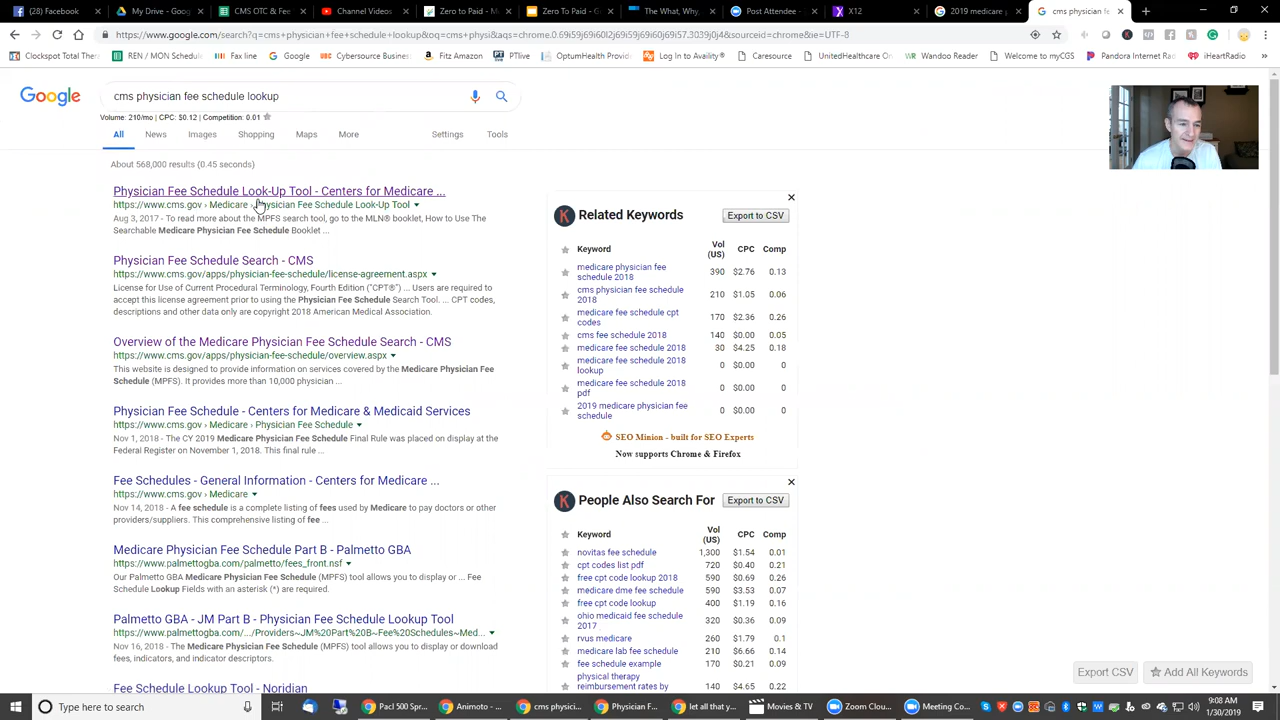 Facebook
My Drive - Goo
CMS OTC & Fee
Channel Videos
Zero to Paid - M
Zero To Paid - G
The What, Why,
Post Attendee -
X12
2019 medicare p
cms physician fe
https://www.google.com/search?q=cms+physician+fee+schedule+lookup&oq=cms+physi&aqs=chrome.0.69i59j69i60l2j69i59j69i60j69i57.3039j0j4&sourceid=chrome&ie=UTF-8
Clockspot Total Ther
REN / MON Schedule
Fax line
GC
Cybersource Busines
Fitz Amazon
PTlive
OptumHealth Provid
Log In to Availity®
Caresource
UnitedHealthcare On
Wandoo Reader
Welcome to myCGS
Pandora Internet Rad
iHeartRadio
Google
cms physician fee schedule lookup
Volume: 210/mo | CPC: $0.12 | Competition: 0.01
All News Images Shopping Maps More Settings Tools
About 568,000 results (0.45 seconds)
Physician Fee Schedule Look-Up Tool - Centers for Medicare ...
https://www.cms.gov › Medicare › Physician Fee Schedule Look-Up Tool
Aug 3, 2017 - To read more about the MPFS search tool, go to the MLN® booklet, How to Use The
Searchable Medicare Physician Fee Schedule Booklet ...
Physician Fee Schedule Search - CMS
https://www.cms.gov/apps/physician-fee-schedule/license-agreement.aspx
License for Use of Current Procedural Terminology, Fourth Edition ("CPT®") ... Users are required to
accept this license agreement prior to using the Physician Fee Schedule Search Tool. ... CPT codes,
descriptions and other data only are copyright 2018 American Medical Association.
Overview of the Medicare Physician Fee Schedule Search - CMS
https://www.cms.gov/apps/physician-fee-schedule/overview.aspx
This website is designed to provide information on services covered by the Medicare Physician Fee
Schedule (MPFS). It provides more than 10,000 physician ...
Physician Fee Schedule - Centers for Medicare & Medicaid Services
https://www.cms.gov › Medicare › Physician Fee Schedule
Nov 1, 2018 - The CY 2019 Medicare Physician Fee Schedule Final Rule was placed on display at the
Federal Register on November 1, 2018. This final rule ...
Fee Schedules - General Information - Centers for Medicare ...
https://www.cms.gov › Medicare
Nov 14, 2018 - A fee schedule is a complete listing of fees used by Medicare to pay doctors or other
providers/suppliers. This comprehensive listing of fee ...
Medicare Physician Fee Schedule Part B - Palmetto GBA
https://www.palmettogba.com/palmetto/fees_front.nsf
Our Palmetto GBA Medicare Physician Fee Schedule (MPFS) tool allows you to display or ... Fee
Schedule Lookup Fields with an asterisk (*) are required.
Palmetto GBA - JM Part B - Physician Fee Schedule Lookup Tool
https://www.palmettogba.com/.../Providers~JM%20Part%20B~Fee%20Schedules~Med...
Nov 16, 2018 - The Medicare Physician Fee Schedule (MPFS) tool allows you to display or download
fees, indicators, and indicator descriptors.
Fee Schedule Lookup Tool - Noridian
Related Keywords Export to CSV
Keyword Vol (US) CPC Comp
medicare physician fee schedule 2018 390 $2.76 0.13
cms physician fee schedule 2018 210 $1.05 0.06
medicare fee schedule cpt codes 170 $2.36 0.26
cms fee schedule 2018 140 $0.00 0.05
medicare fee schedule 2018 30 $4.25 0.18
medicare fee schedule 2018 lookup 0 $0.00 0
medicare fee schedule 2018 pdf 0 $0.00 0
2019 medicare physician fee schedule 0 $0.00 0
SEO Minion - built for SEO Experts
Now supports Chrome & Firefox
People Also Search For Export to CSV
Keyword Vol (US) CPC Comp
novitas fee schedule 1,300 $1.54 0.01
cpt codes list pdf 720 $0.40 0.21
free cpt code lookup 2018 590 $0.69 0.26
medicare dme fee schedule 590 $3.53 0.07
free cpt code lookup 400 $1.19 0.16
ohio medicaid fee schedule 2017 320 $0.36 0.09
rvus medicare 260 $1.79 0.1
medicare lab fee schedule 210 $6.66 0.14
fee schedule example 170 $0.21 0.09
physical therapy reimbursement rates by 140 $4.65 0.22
Export CSV Add All Keywords
Type here to search
Pacl 500 Spr
Animoto -
cms physici
Physician F
let all that y
Movies & TV
Zoom Clou
Meeting Co
9:08 AM
1/30/2019